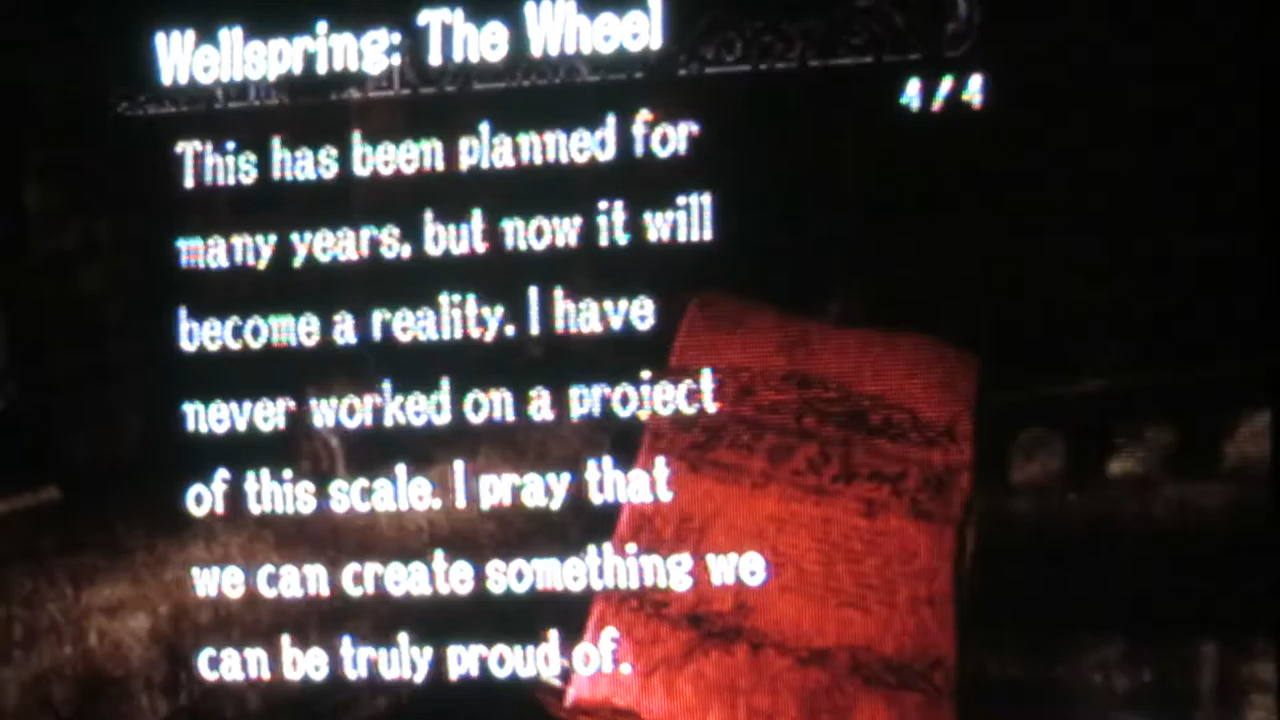 Wellspring: The Wheel
4/4
This has been planned for
many years, but now it will
become a reality. I have
never worked on a project
of this scale. I pray that
we can create something we
can be truly proud of.